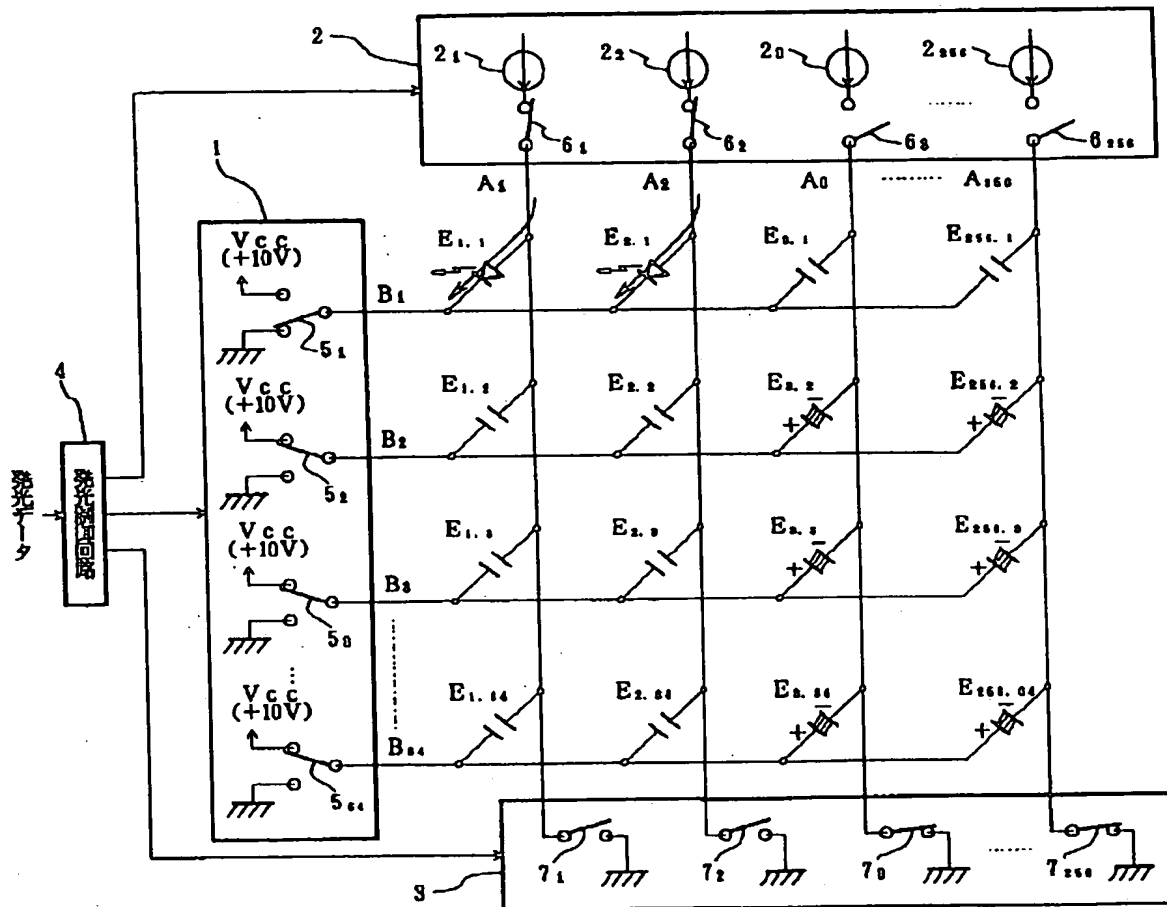 2
2₁
2₂
2₃
2₂₅₆
6₁
6₂
6₃
6₂₅₆
1
A₁
A₂
A₃
A₂₅₆
Vcc
(+10V)
E₁.₁
E₂.₁
E₃.₁
E₂₅₆.₁
B₁
5₁
4
Vcc
(+10V)
E₁.₂
E₂.₂
E₃.₂
E₂₅₆.₂
+ −
+ −
B₂
5₂
発光データ
発光制御回路
Vcc
(+10V)
E₁.₃
E₂.₃
E₃.₃
E₂₅₆.₃
+ −
+ −
B₃
5₃
Vcc
(+10V)
E₁.₆₄
E₂.₆₄
E₃.₆₄
E₂₅₆.₆₄
+ −
+ −
B₆₄
5₆₄
7₁
7₂
7₃
7₂₅₆
3